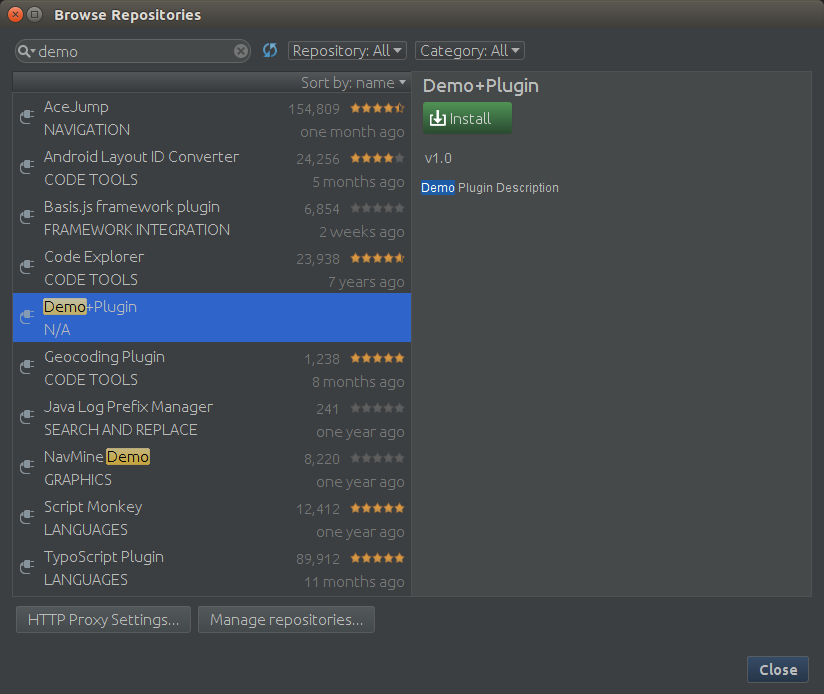 Browse Repositories
demo
Repository: All
Category: All
Sort by: name
AceJump
154,809
NAVIGATION
one month ago
Android Layout ID Converter
24,256
CODE TOOLS
5 months ago
Basis.js framework plugin
6,854
FRAMEWORK INTEGRATION
2 weeks ago
Code Explorer
23,938
CODE TOOLS
7 years ago
Demo+Plugin
N/A
Geocoding Plugin
1,238
CODE TOOLS
8 months ago
Java Log Prefix Manager
241
SEARCH AND REPLACE
one year ago
NavMine Demo
8,220
GRAPHICS
one year ago
Script Monkey
12,412
LANGUAGES
one year ago
TypoScript Plugin
89,912
LANGUAGES
11 months ago
Demo+Plugin
Install
v1.0
Demo Plugin Description
HTTP Proxy Settings...
Manage repositories...
Close